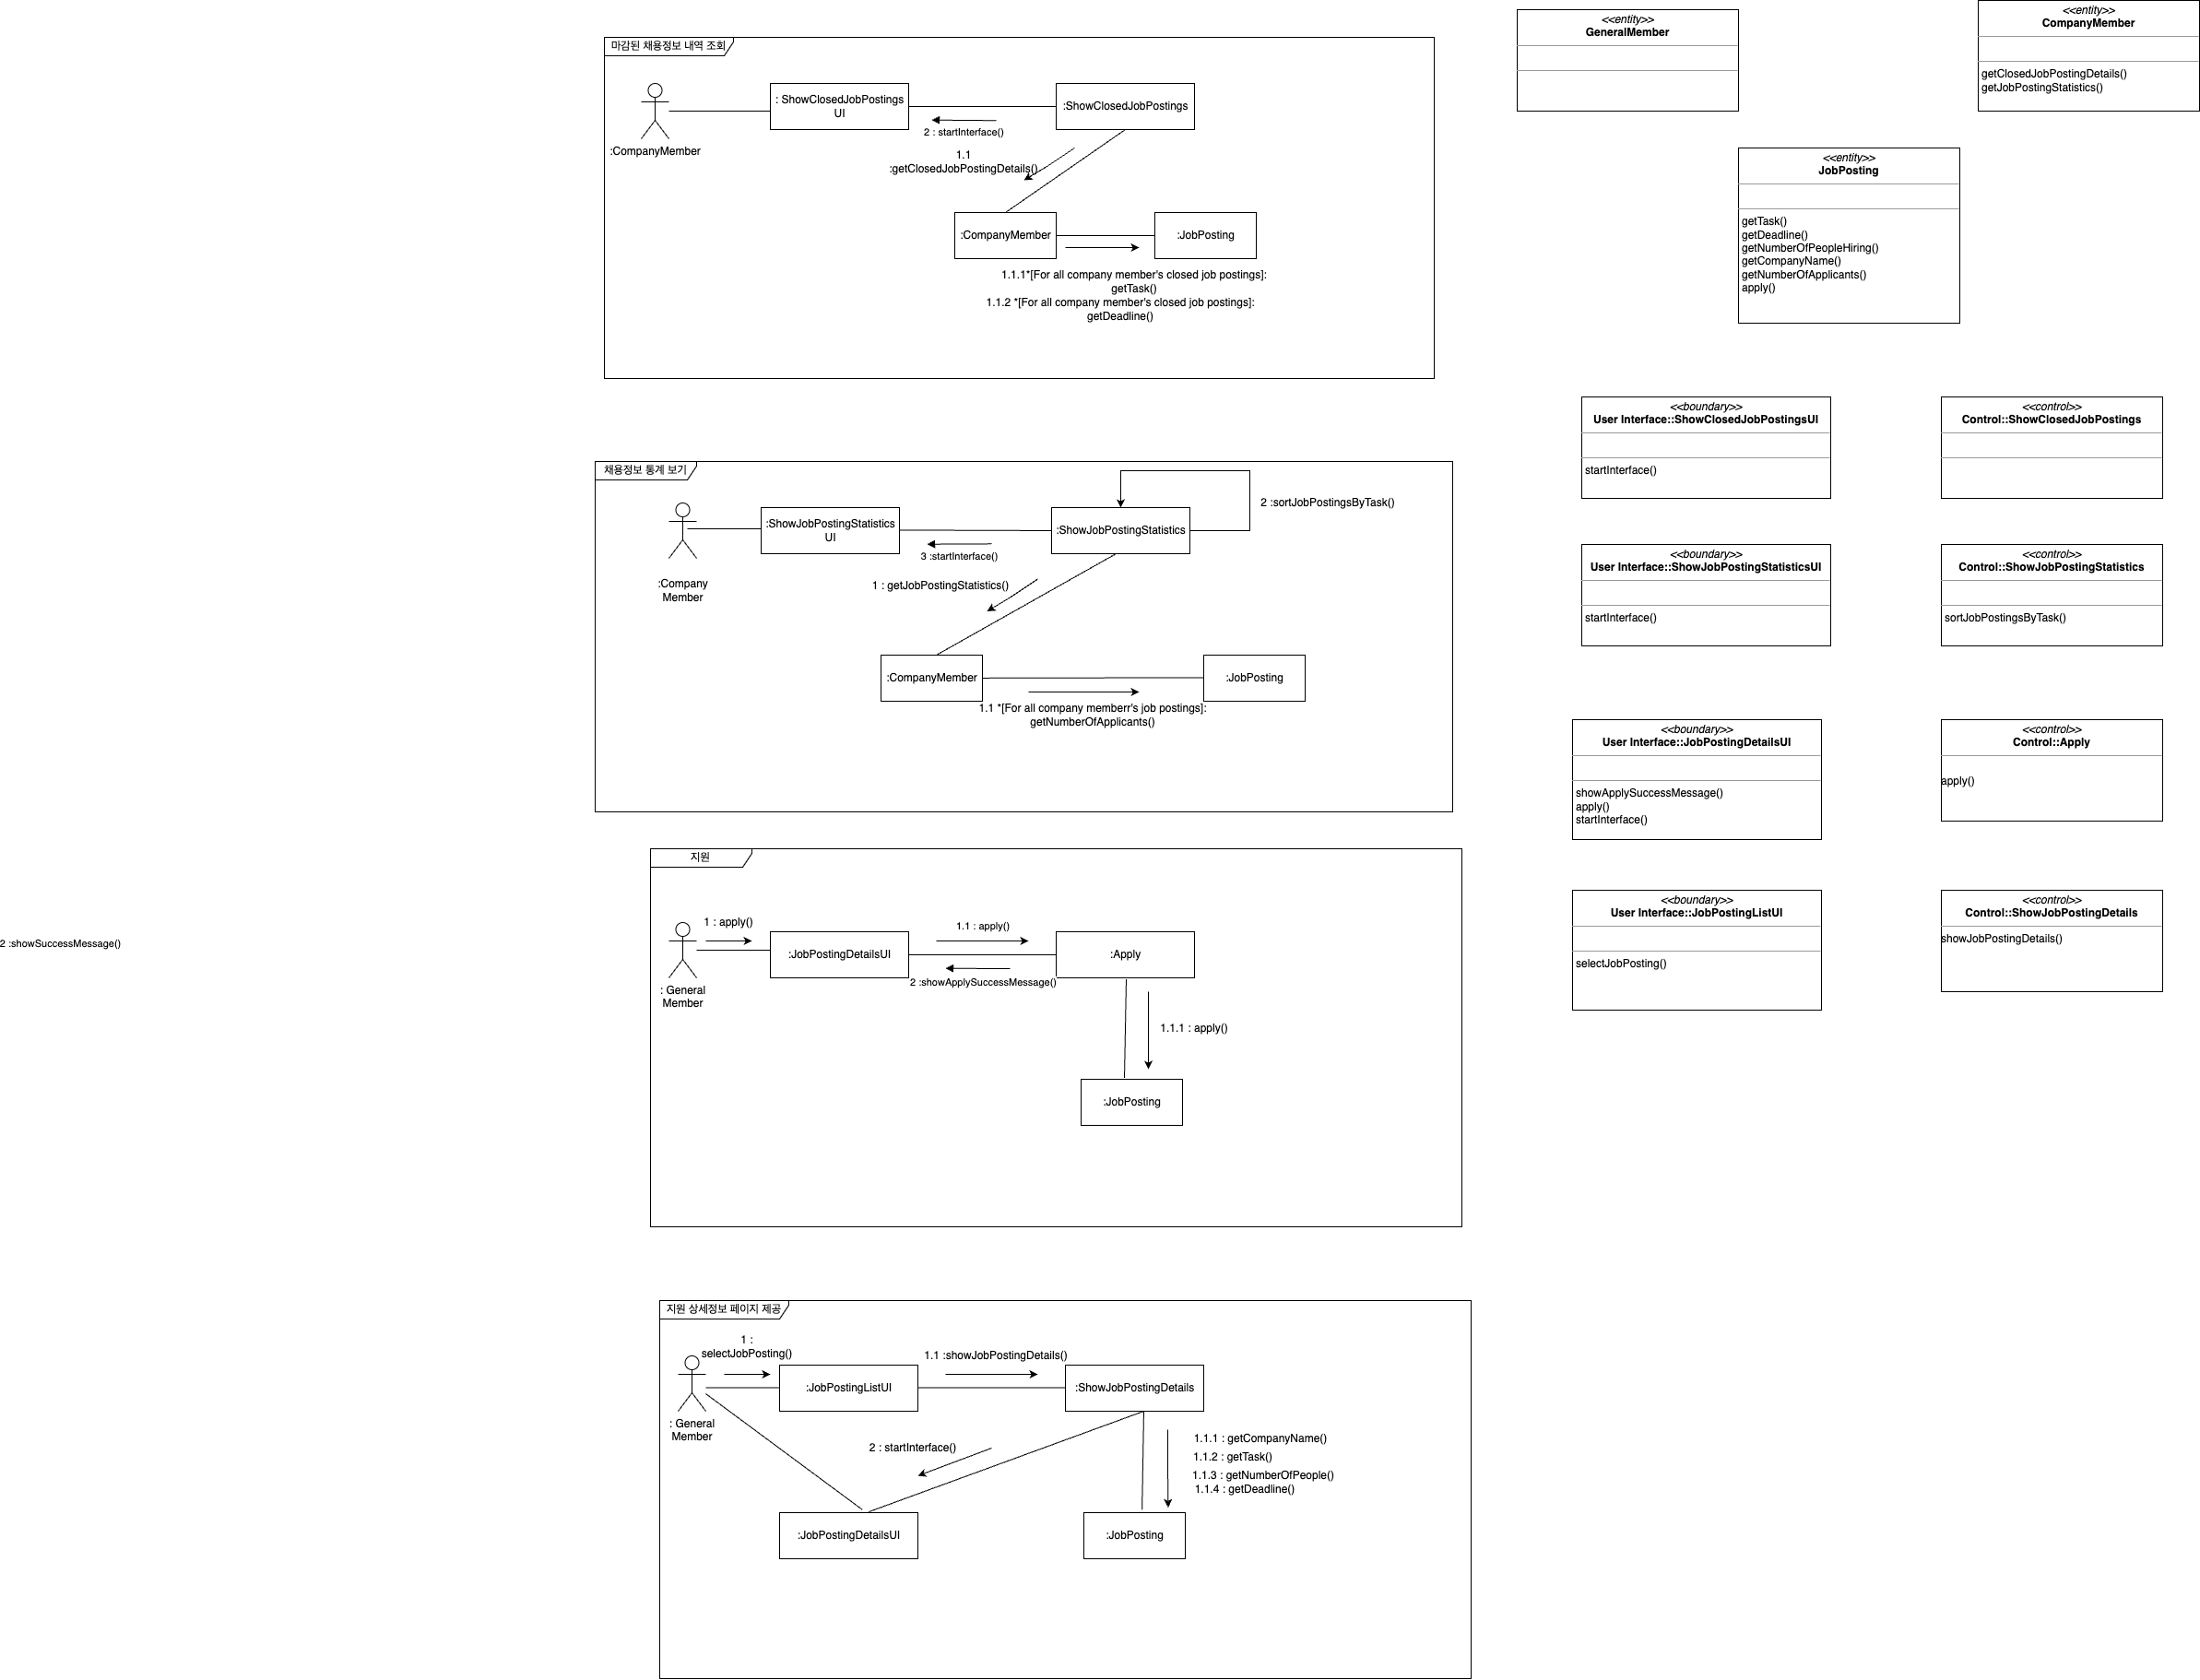 마감된 채용정보 내역 조회
:CompanyMember
: ShowClosedJobPostings
UI
:ShowClosedJobPostings
2 : startInterface()
1.1
:getClosedJobPostingDetails()
:CompanyMember
:JobPosting
1.1.1*[For all company member's closed job postings]:
getTask()
1.1.2 *[For all company member's closed job postings]:
getDeadline()
채용정보 통계 보기
:Company
Member
:ShowJobPostingStatistics
UI
:ShowJobPostingStatistics
2 :sortJobPostingsByTask()
3 :startInterface()
1 : getJobPostingStatistics()
:CompanyMember
:JobPosting
1.1 *[For all company memberr's job postings]:
getNumberOfApplicants()
지원
2 :showSuccessMessage()
1 : apply()
: General
Member
:JobPostingDetailsUI
1.1 : apply()
:Apply
2 :showApplySuccessMessage()
1.1.1 : apply()
:JobPosting
지원 상세정보 페이지 제공
1 :
selectJobPosting()
: General
Member
:JobPostingListUI
1.1 :showJobPostingDetails()
:ShowJobPostingDetails
2 : startInterface()
1.1.1 : getCompanyName()
1.1.2 : getTask()
1.1.3 : getNumberOfPeople()
1.1.4 : getDeadline()
:JobPostingDetailsUI
:JobPosting
<<entity>>
GeneralMember
<<entity>>
CompanyMember
getClosedJobPostingDetails()
getJobPostingStatistics()
<<entity>>
JobPosting
getTask()
getDeadline()
getNumberOfPeopleHiring()
getCompanyName()
getNumberOfApplicants()
apply()
<<boundary>>
User Interface::ShowClosedJobPostingsUI
startInterface()
<<control>>
Control::ShowClosedJobPostings
<<boundary>>
User Interface::ShowJobPostingStatisticsUI
startInterface()
<<control>>
Control::ShowJobPostingStatistics
sortJobPostingsByTask()
<<boundary>>
User Interface::JobPostingDetailsUI
showApplySuccessMessage()
apply()
startInterface()
<<control>>
Control::Apply
apply()
<<boundary>>
User Interface::JobPostingListUI
selectJobPosting()
<<control>>
Control::ShowJobPostingDetails
showJobPostingDetails()